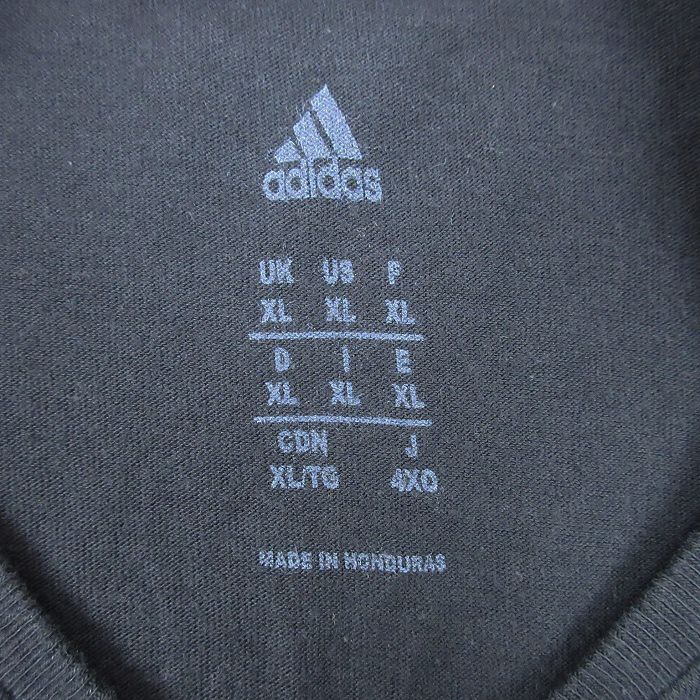 adidas
UK US F
XL XL XL
D I E
XL XL XL
CDN J
XL/TG 4XO
MADE IN HONDURAS